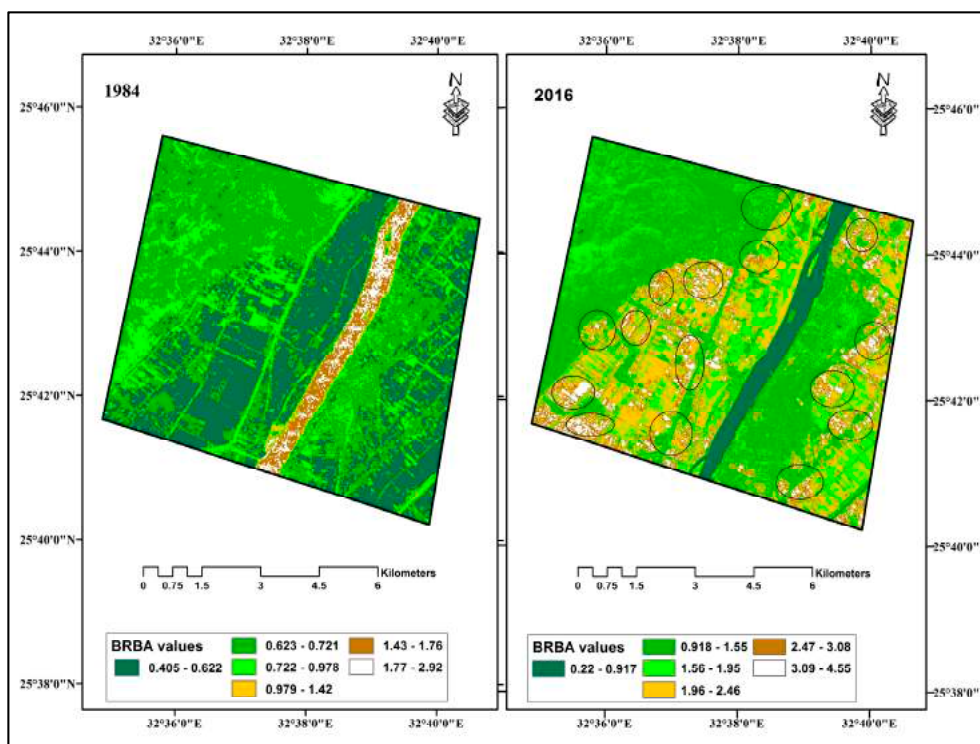 32°36'0"E 32°38'0"E 32°40'0"E
1984
N
25°46'0"N
25°44'0"N
25°42'0"N
25°40'0"N
25°38'0"N
Kilometers
0 0.75 1.5 3 4.5 6
BRBA values
0.405 - 0.622
0.623 - 0.721
0.722 - 0.978
0.979 - 1.42
1.43 - 1.76
1.77 - 2.92
32°36'0"E 32°38'0"E 32°40'0"E
32°36'0"E 32°38'0"E 32°40'0"E
2016
N
25°46'0"N
25°44'0"N
25°42'0"N
25°40'0"N
25°38'0"N
Kilometers
0 0.75 1.5 3 4.5 6
BRBA values
0.22 - 0.917
0.918 - 1.55
1.56 - 1.95
1.96 - 2.46
2.47 - 3.08
3.09 - 4.55
32°36'0"E 32°38'0"E 32°40'0"E